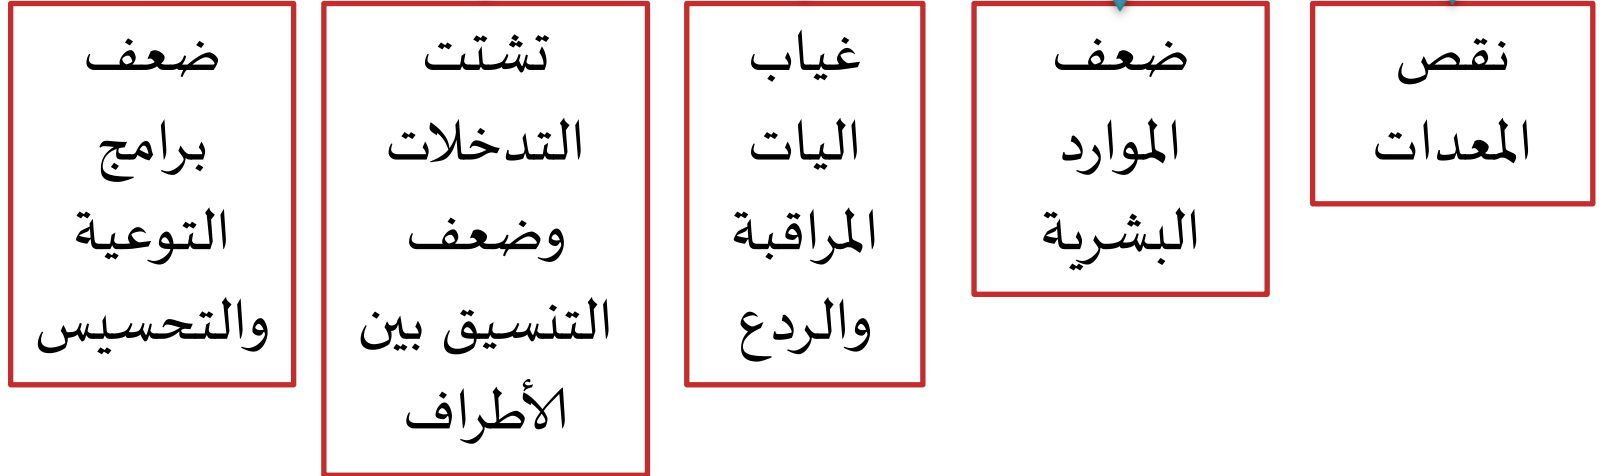 نقص
المعدات
ضعف
الموارد
البشرية
غياب
اليات
المراقبة
والردع
تشتت
التدخلات
وضعف
التنسيق بين
الأطراف
ضعف
برامج
التوعية
والتحسيس